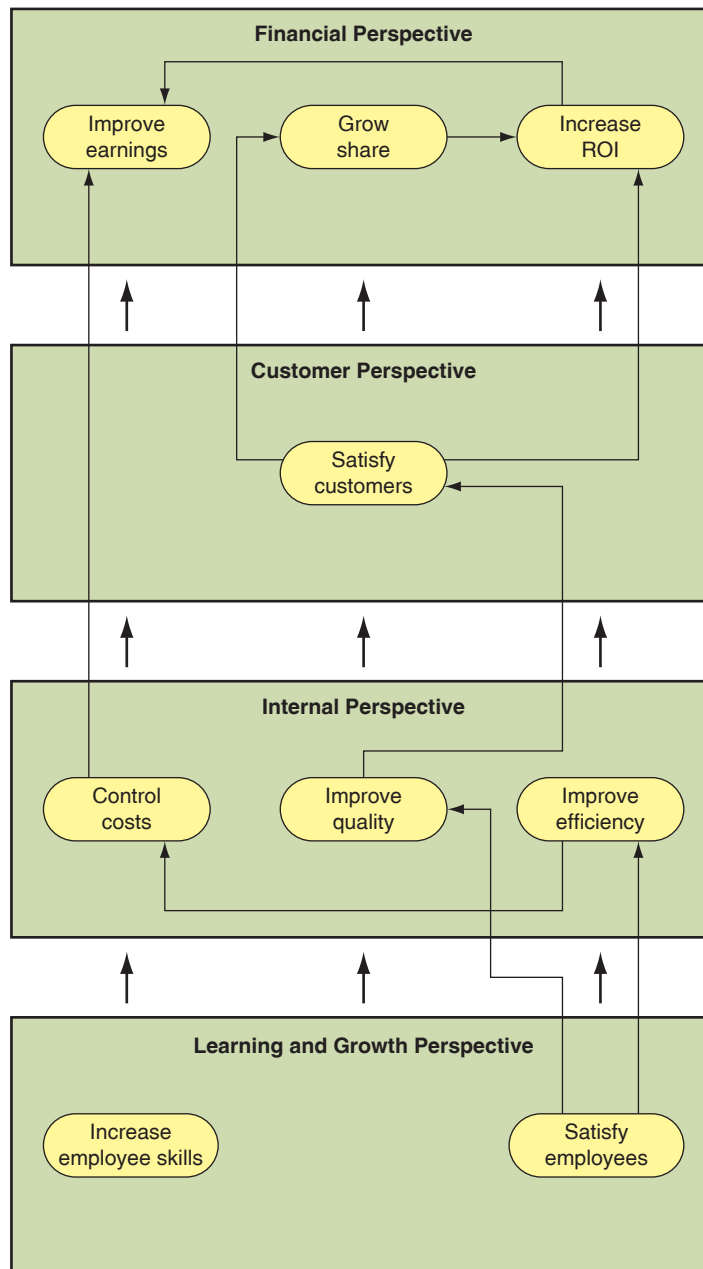 Financial Perspective
Improve
earnings
Grow
share
Increase
ROI
Customer Perspective
Satisfy
customers
Internal Perspective
Control
costs
Improve
quality
Improve
efficiency
Learning and Growth Perspective
Increase
employee skills
Satisfy
employees